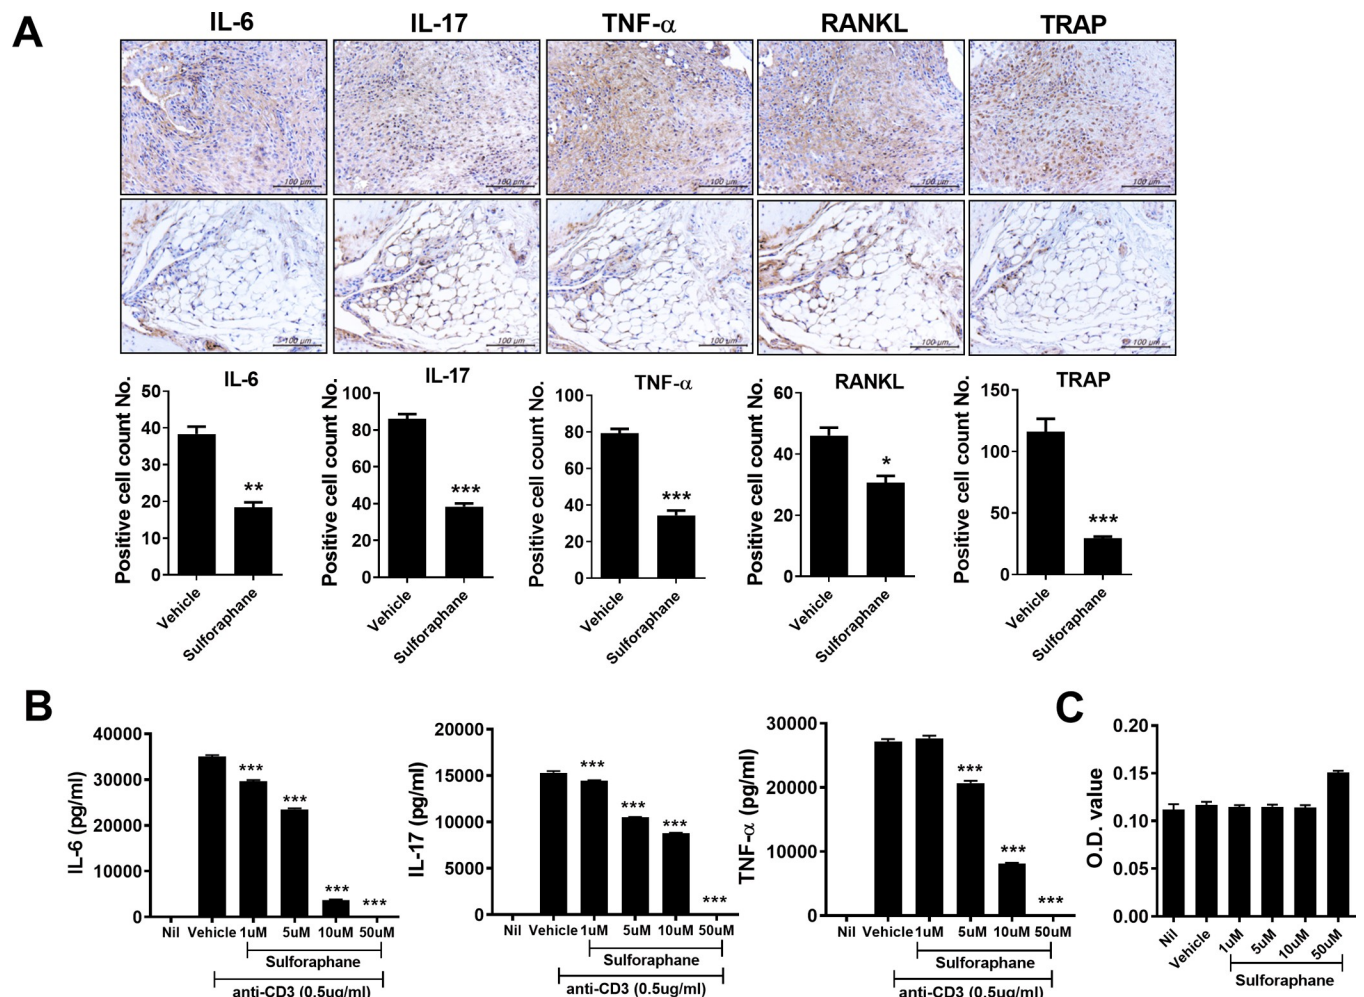 A
IL-6 IL-17 TNF-α RANKL TRAP
100 µm 100 µm 100 µm 100 µm 100 µm
100 µm 100 µm 100 µm 100 µm 100 µm
IL-6 IL-17 TNF-α RANKL TRAP
Positive cell count No.
50
40
30
20
10
0
Vehicle
Sulforaphane
Positive cell count No.
100
80
60
40
20
0
Vehicle
Sulforaphane
Positive cell count No.
100
80
60
40
20
0
Vehicle
Sulforaphane
Positive cell count No.
60
40
20
0
Vehicle
Sulforaphane
Positive cell count No.
150
100
50
0
Vehicle
Sulforaphane
** *** *** * ***
B
IL-6 (pg/ml)
40000
30000
20000
10000
0
*** *** *** ***
Nil Vehicle 1uM 5uM 10uM 50uM
Sulforaphane
anti-CD3 (0.5ug/ml)
IL-17 (pg/ml)
20000
15000
10000
5000
0
*** *** *** ***
Nil Vehicle 1uM 5uM 10uM 50uM
Sulforaphane
anti-CD3 (0.5ug/ml)
TNF-α (pg/ml)
30000
20000
10000
0
*** *** ***
Nil Vehicle 1uM 5uM 10uM 50uM
Sulforaphane
anti-CD3 (0.5ug/ml)
C
O.D. value
0.20
0.15
0.10
0.05
0.00
Nil Vehicle 1uM 5uM 10uM 50uM
Sulforaphane